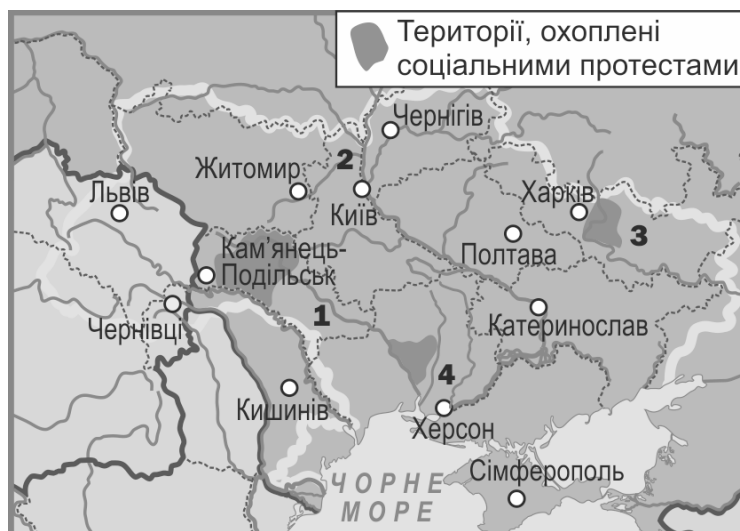 Території, охоплені
соціальними протестами
Чернігів
2
Житомир
Київ
Львів
Харків
3
Полтава
Кам’янець-
Подільськ
Чернівці
1
Катеринослав
4
Кишинів
Херсон
Сімферополь
ЧОРНЕ
МОРЕ